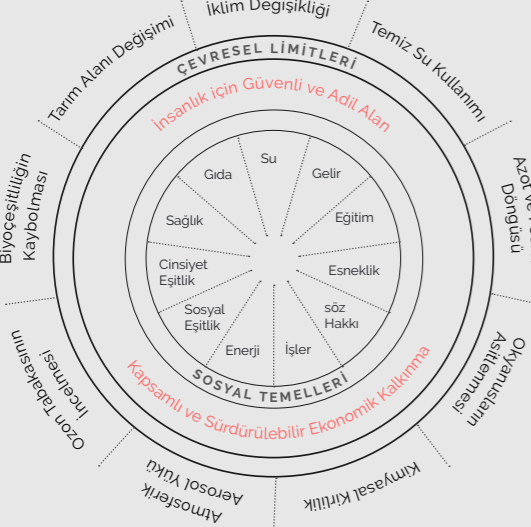 İklim Değişikliği
Temiz Su Kullanımı
Azot ve
Döngüsü
Okyanusların
Asitlenmesi
Kimyasal Kirlilik
Atmosferik
Aerosol Yükü
Ozon Tabakasının
İncelmesi
Biyoçeşitliliğin
Kaybolması
Tarım Alanı Değişimi
ÇEVRESEL LİMİTLERİ
İnsanlık için Güvenli ve Adil Alan
Su
Gelir
Eğitim
Esneklik
söz
Hakkı
İşler
Enerji
Sosyal
Eşitlik
Cinsiyet
Eşitlik
Sağlık
Gıda
SOSYAL TEMELLERİ
Kapsamlı ve Sürdürülebilir Ekonomik Kalkınma